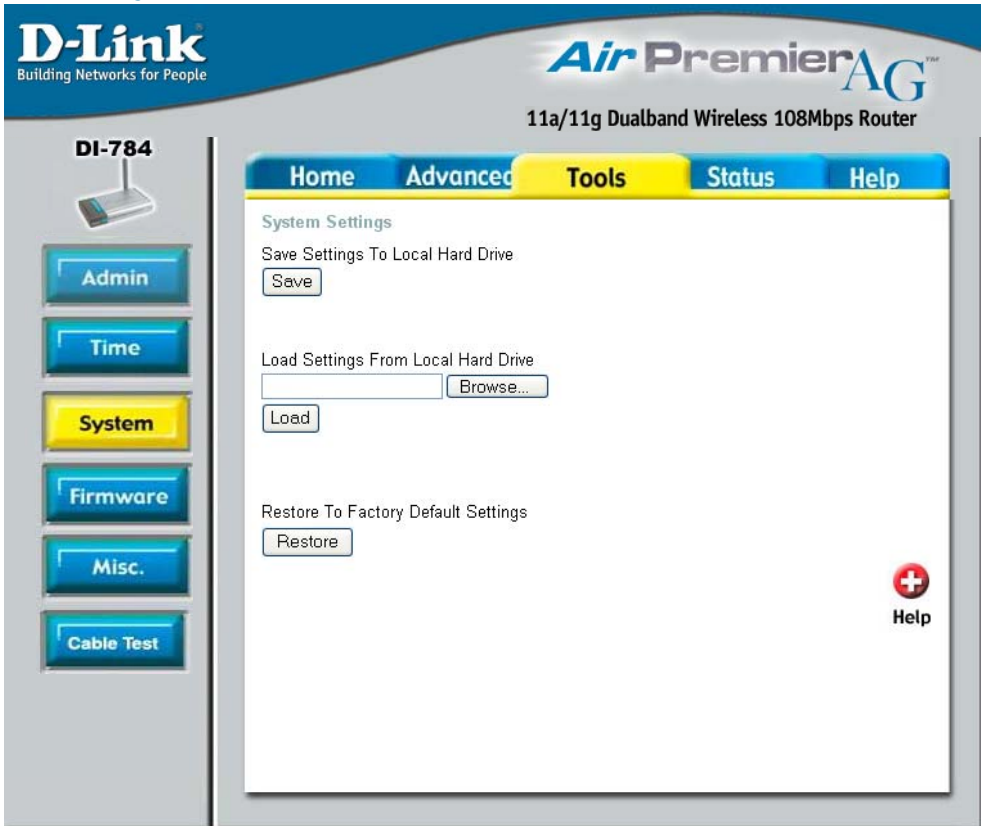 D-Link
Building Networks for People
Air Premier AG™
11a/11g Dualband Wireless 108Mbps Router
DI-784
Home Advanced Tools Status Help
Admin
Time
System
Firmware
Misc.
Cable Test
System Settings
Save Settings To Local Hard Drive
Save
Load Settings From Local Hard Drive
Browse...
Load
Restore To Factory Default Settings
Restore
Help